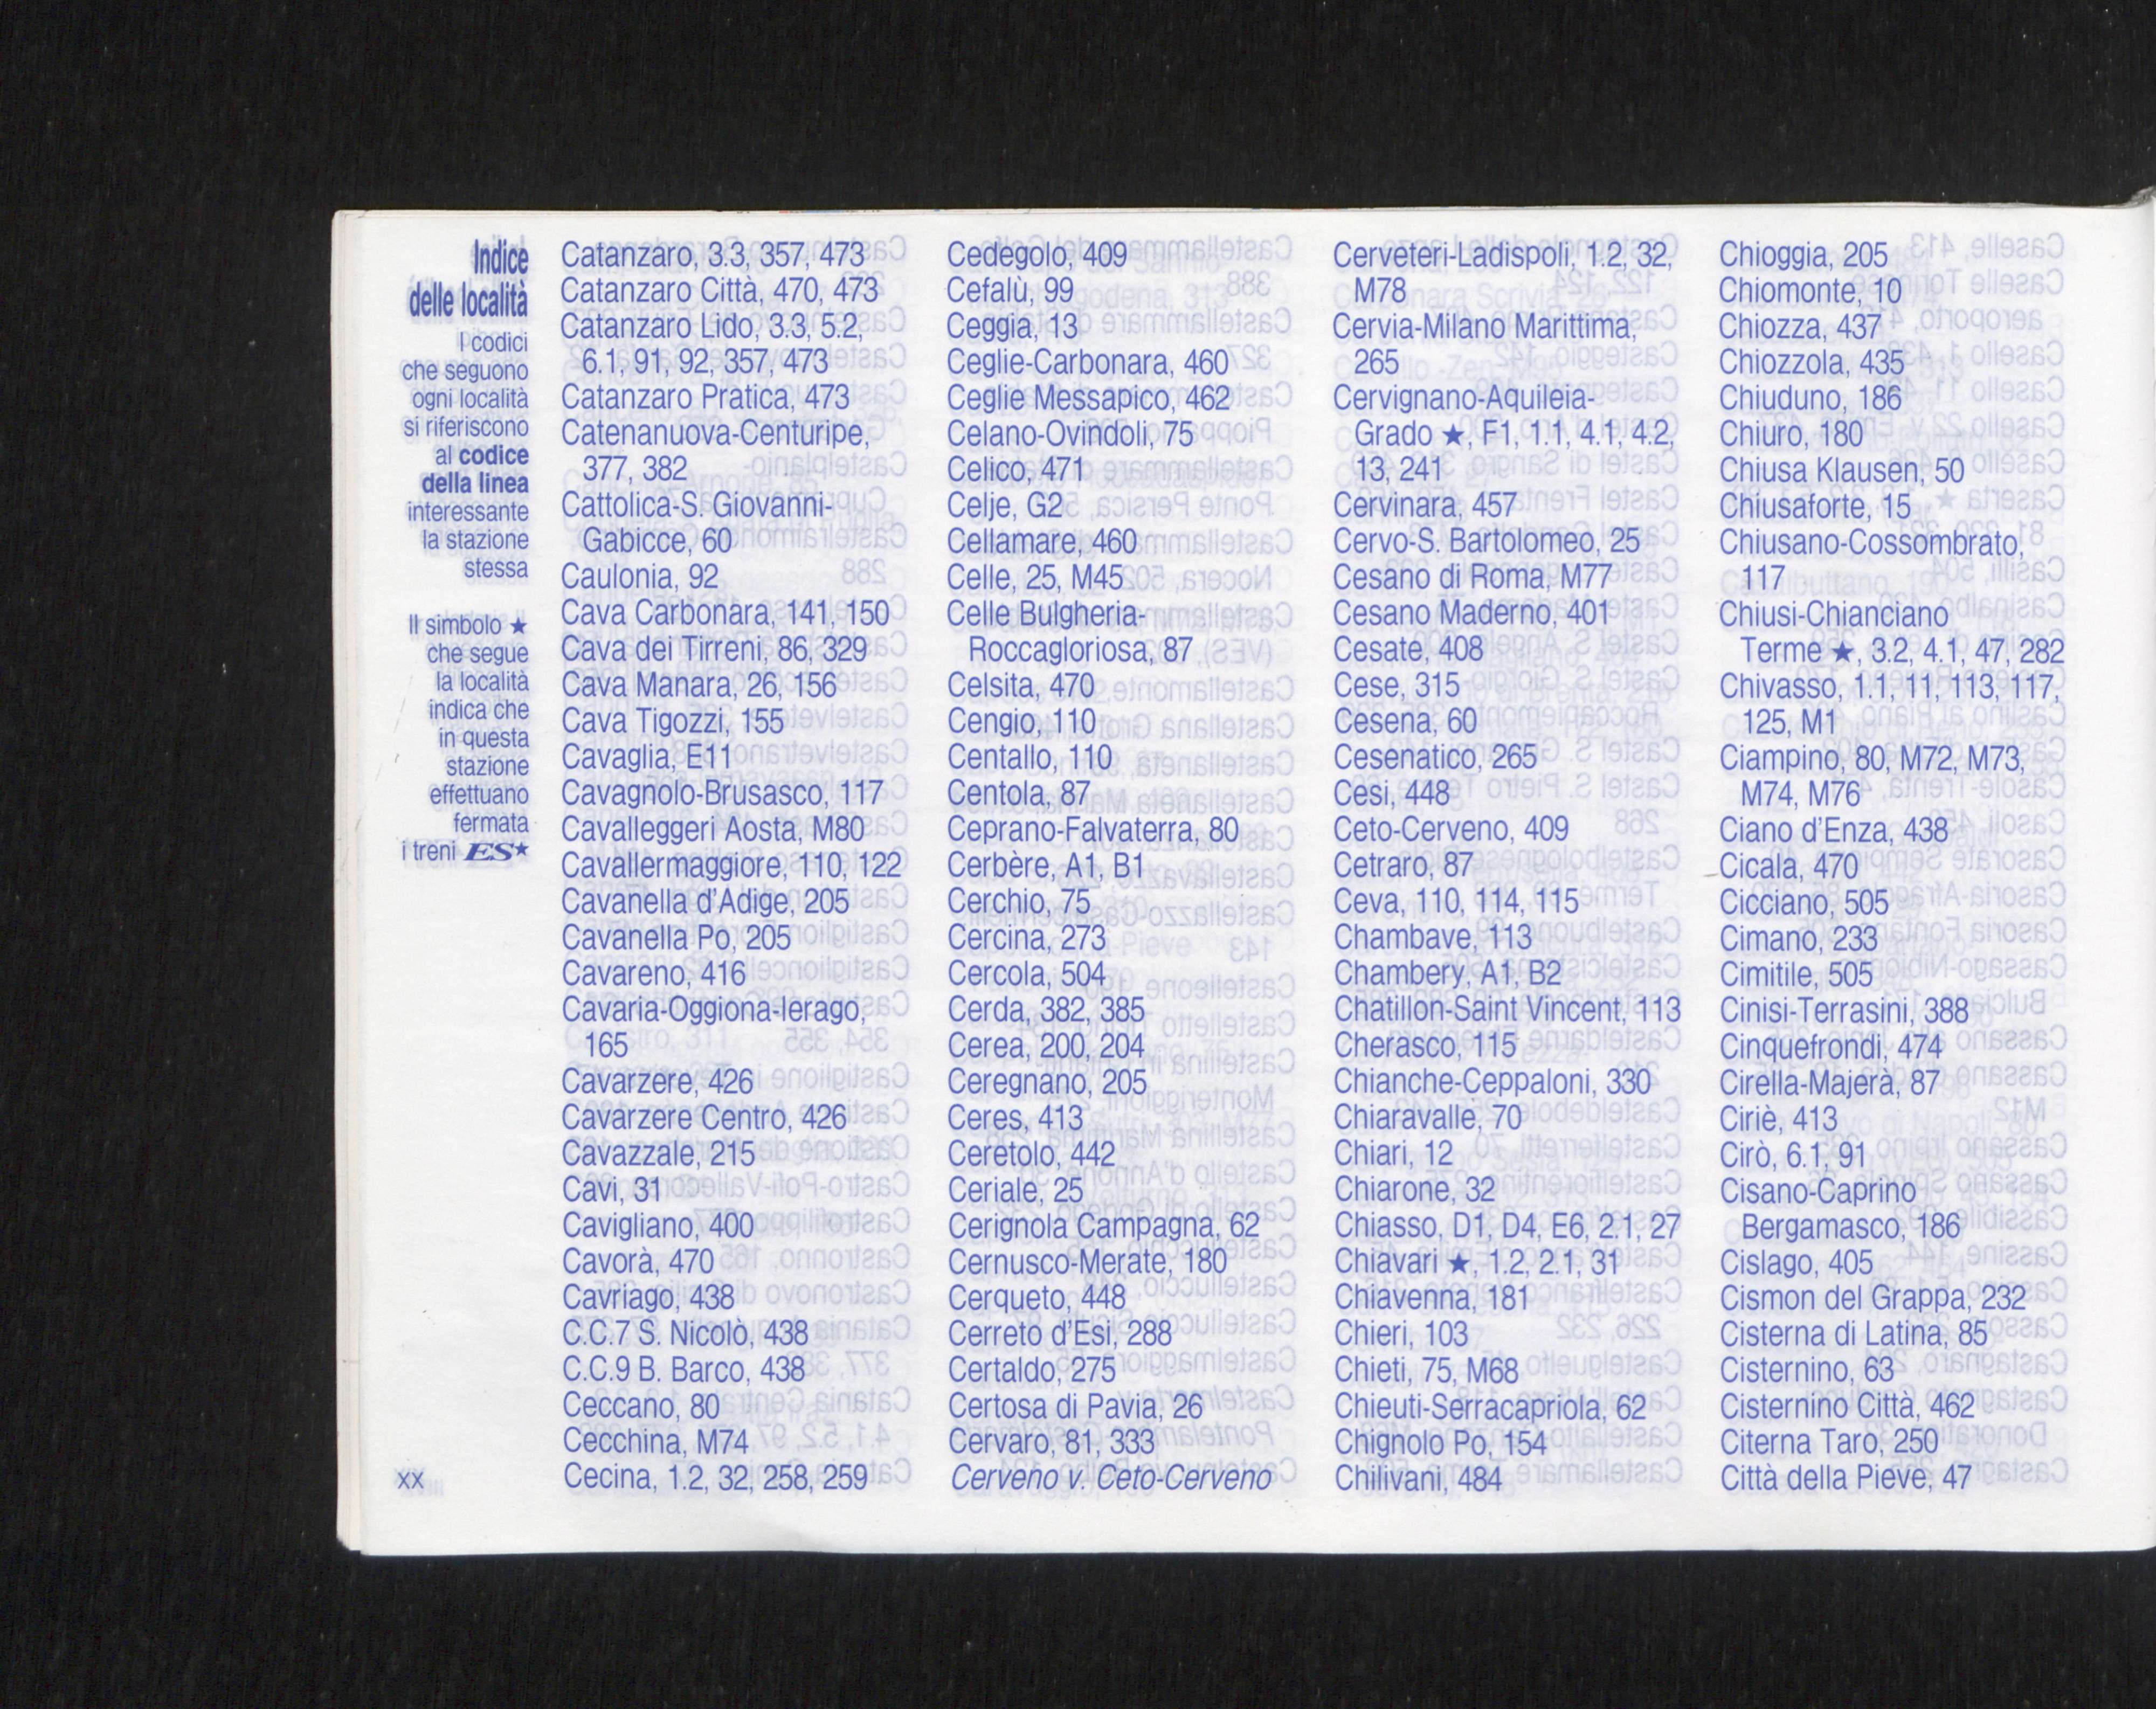 Indice
delle località
I codici
che seguono
ogni località
si riferiscono
al codice
della linea
interessante
la stazione
stessa
Il simbolo ★
che segue
la località
indica che
in questa
stazione
effettuano
fermata
i treni ES★
xx
Catanzaro, 3.3, 357, 473
Catanzaro Città, 470, 473
Catanzaro Lido, 3.3, 5.2,
6.1, 91, 92, 357, 473
Catanzaro Pratica, 473
Catenanuova-Centuripe,
377, 382
Cattolica-S. Giovanni-
Gabicce, 60
Caulonia, 92
Cava Carbonara, 141, 150
Cava dei Tirreni, 86, 329
Cava Manara, 26, 156
Cava Tigozzi, 155
Cavaglia, E11
Cavagnolo-Brusasco, 117
Cavalleggeri Aosta, M80
Cavallermaggiore, 110, 122
Cavanella d'Adige, 205
Cavanella Po, 205
Cavareno, 416
Cavaria-Oggiona-Ierago,
165
Cavarzere, 426
Cavarzere Centro, 426
Cavazzale, 215
Cavi, 31
Cavigliano, 400
Cavorà, 470
Cavriago, 438
C.C.7 S. Nicolò, 438
C.C.9 B. Barco, 438
Ceccano, 80
Cecchina, M74
Cecina, 1.2, 32, 258, 259
Cedegolo, 409
Cefalù, 99
Ceggia, 13
Ceglie-Carbonara, 460
Ceglie Messapico, 462
Celano-Ovindoli, 75
Celico, 471
Celje, G2
Cellamare, 460
Celle, 25, M45
Celle Bulgheria-
Roccagloriosa, 87
Celsita, 470
Cengio, 110
Centallo, 110
Centola, 87
Ceprano-Falvaterra, 80
Cerbère, A1, B1
Cerchio, 75
Cercina, 273
Cercola, 504
Cerda, 382, 385
Cerea, 200, 204
Ceregnano, 205
Ceres, 413
Ceretolo, 442
Ceriale, 25
Cerignola Campagna, 62
Cernusco-Merate, 180
Cerqueto, 448
Cerreto d'Esi, 288
Certaldo, 275
Certosa di Pavia, 26
Cervaro, 81, 333
Cerveno v. Ceto-Cerveno
Cerveteri-Ladispoli, 1.2, 32,
M78
Cervia-Milano Marittima,
265
Cervignano-Aquileia-
Grado ★, F1, 1.1, 4.1, 4.2,
13, 241
Cervinara, 457
Cervo-S. Bartolomeo, 25
Cesano di Roma, M77
Cesano Maderno, 401
Cesate, 408
Cese, 315
Cesena, 60
Cesenatico, 265
Cesi, 448
Ceto-Cerveno, 409
Cetraro, 87
Ceva, 110, 114, 115
Chambave, 113
Chambery, A1, B2
Chatillon-Saint Vincent, 113
Cherasco, 115
Chianche-Ceppaloni, 330
Chiaravalle, 70
Chiari, 12
Chiarone, 32
Chiasso, D1, D4, E6, 2.1, 27
Chiavari ★, 1.2, 2.1, 31
Chiavenna, 181
Chieri, 103
Chieti, 75, M68
Chieuti-Serracapriola, 62
Chignolo Po, 154
Chilivani, 484
Chioggia, 205
Chiomonte, 10
Chiozza, 437
Chiozzola, 435
Chiuduno, 186
Chiuro, 180
Chiusa Klausen, 50
Chiusaforte, 15
Chiusano-Cossombrato,
117
Chiusi-Chianciano
Terme ★, 3.2, 4.1, 47, 282
Chivasso, 1.1, 11, 113, 117,
125, M1
Ciampino, 80, M72, M73,
M74, M76
Ciano d'Enza, 438
Cicala, 470
Cicciano, 505
Cimano, 233
Cimitile, 505
Cinisi-Terrasini, 388
Cinquefrondi, 474
Cirella-Majerà, 87
Ciriè, 413
Cirò, 6.1, 91
Cisano-Caprino
Bergamasco, 186
Cislago, 405
Cismon del Grappa, 232
Cisterna di Latina, 85
Cisternino, 63
Cisternino Città, 462
Citerna Taro, 250
Città della Pieve, 47